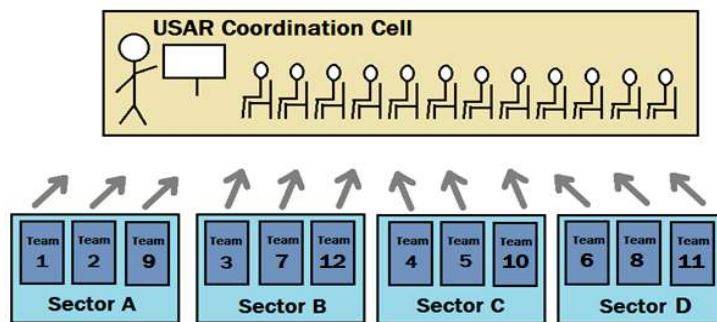 USAR Coordination Cell
Team 1
Team 2
Team 9
Sector A
Team 3
Team 7
Team 12
Sector B
Team 4
Team 5
Team 10
Sector C
Team 6
Team 8
Team 11
Sector D